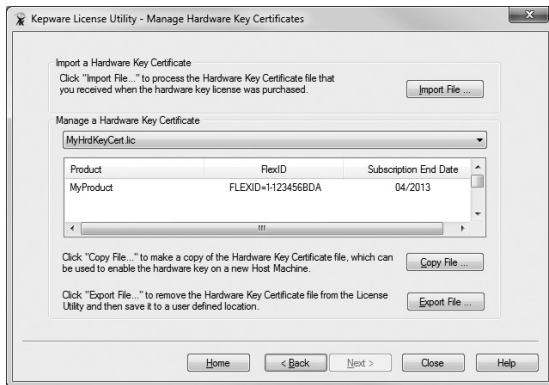 Kepware License Utility - Manage Hardware Key Certificates
Import a Hardware Key Certificate
Click "Import File..." to process the Hardware Key Certificate file that
you received when the hardware key license was purchased.
Import File ...
Manage a Hardware Key Certificate
MyHrdKeyCert.lic
Product FlexID Subscription End Date
MyProduct FLEXID=1-123456BDA 04/2013
Click "Copy File..." to make a copy of the Hardware Key Certificate file, which can
be used to enable the hardware key on a new Host Machine.
Copy File ...
Click "Export File..." to remove the Hardware Key Certificate file from the License
Utility and then save it to a user defined location.
Export File ...
Home < Back Next > Close Help